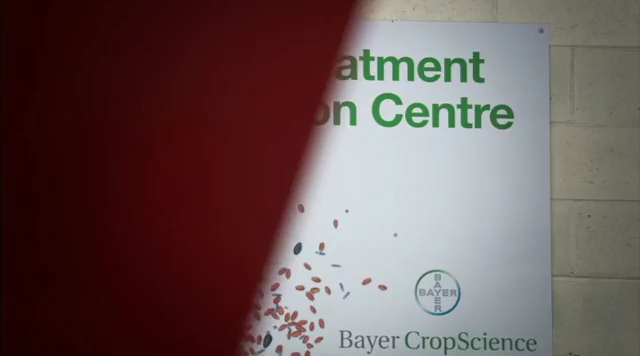 atment
on Centre
BAYER
BAYER
Bayer CropScience